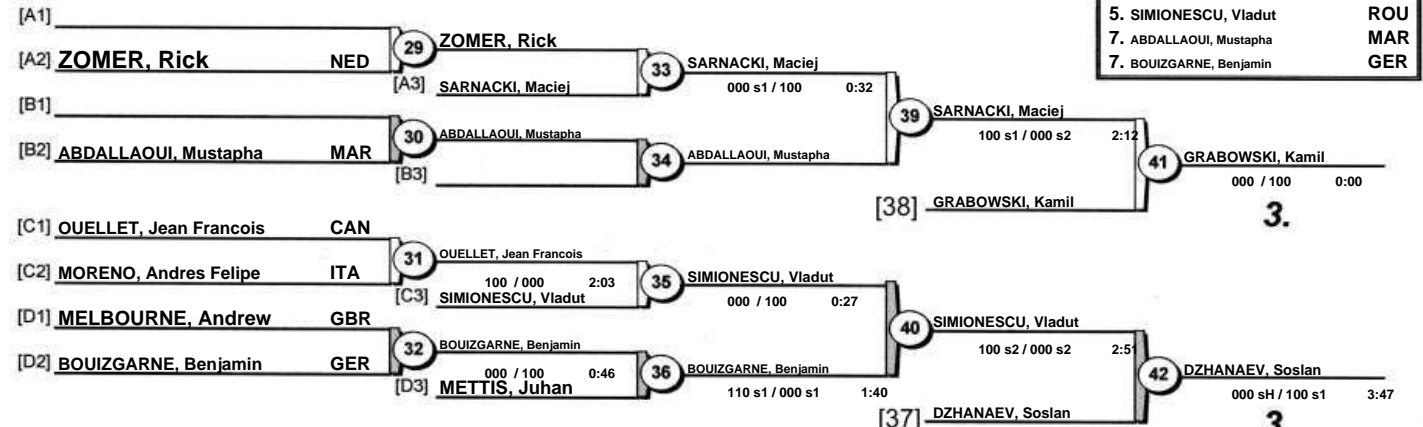 5. SIMIONESCU, Vladut ROU
7. ABDALLAOUI, Mustapha MAR
7. BOUIZGARNE, Benjamin GER
[A1]
[A2] ZOMER, Rick NED
29
ZOMER, Rick
[A3] SARNACKI, Maciej
33
SARNACKI, Maciej
000 s1 / 100 0:32
[B1]
[B2] ABDALLAOUI, Mustapha MAR
30
ABDALLAOUI, Mustapha
[B3]
34
ABDALLAOUI, Mustapha
39
SARNACKI, Maciej
100 s1 / 000 s2 2:12
[38] GRABOWSKI, Kamil
41
GRABOWSKI, Kamil
000 / 100 0:00
3.
[C1] OUELLET, Jean Francois CAN
[C2] MORENO, Andres Felipe ITA
31
OUELLET, Jean Francois
100 / 000 2:03
[C3] SIMIONESCU, Vladut
35
SIMIONESCU, Vladut
000 / 100 0:27
[D1] MELBOURNE, Andrew GBR
[D2] BOUIZGARNE, Benjamin GER
32
BOUIZGARNE, Benjamin
000 / 100 0:46
[D3] METTIS, Juhan
36
BOUIZGARNE, Benjamin
110 s1 / 000 s1 1:40
40
SIMIONESCU, Vladut
100 s2 / 000 s2 2:51
[37] DZHANAEV, Soslan
42
DZHANAEV, Soslan
000 sH / 100 s1 3:47
3.